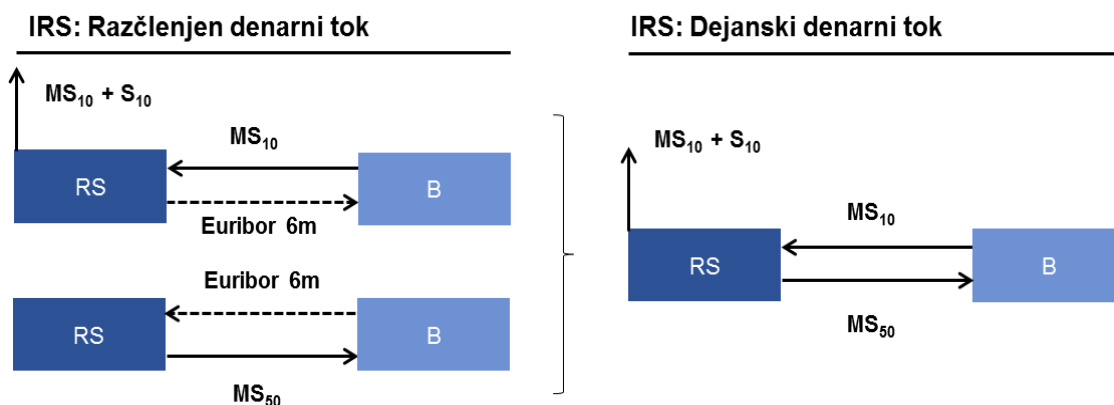 IRS: Razčlenjen denarni tok
MS₁₀ + S₁₀
MS₁₀
RS
B
Euribor 6m
Euribor 6m
RS
B
MS₅₀
IRS: Dejanski denarni tok
MS₁₀ + S₁₀
MS₁₀
RS
B
MS₅₀